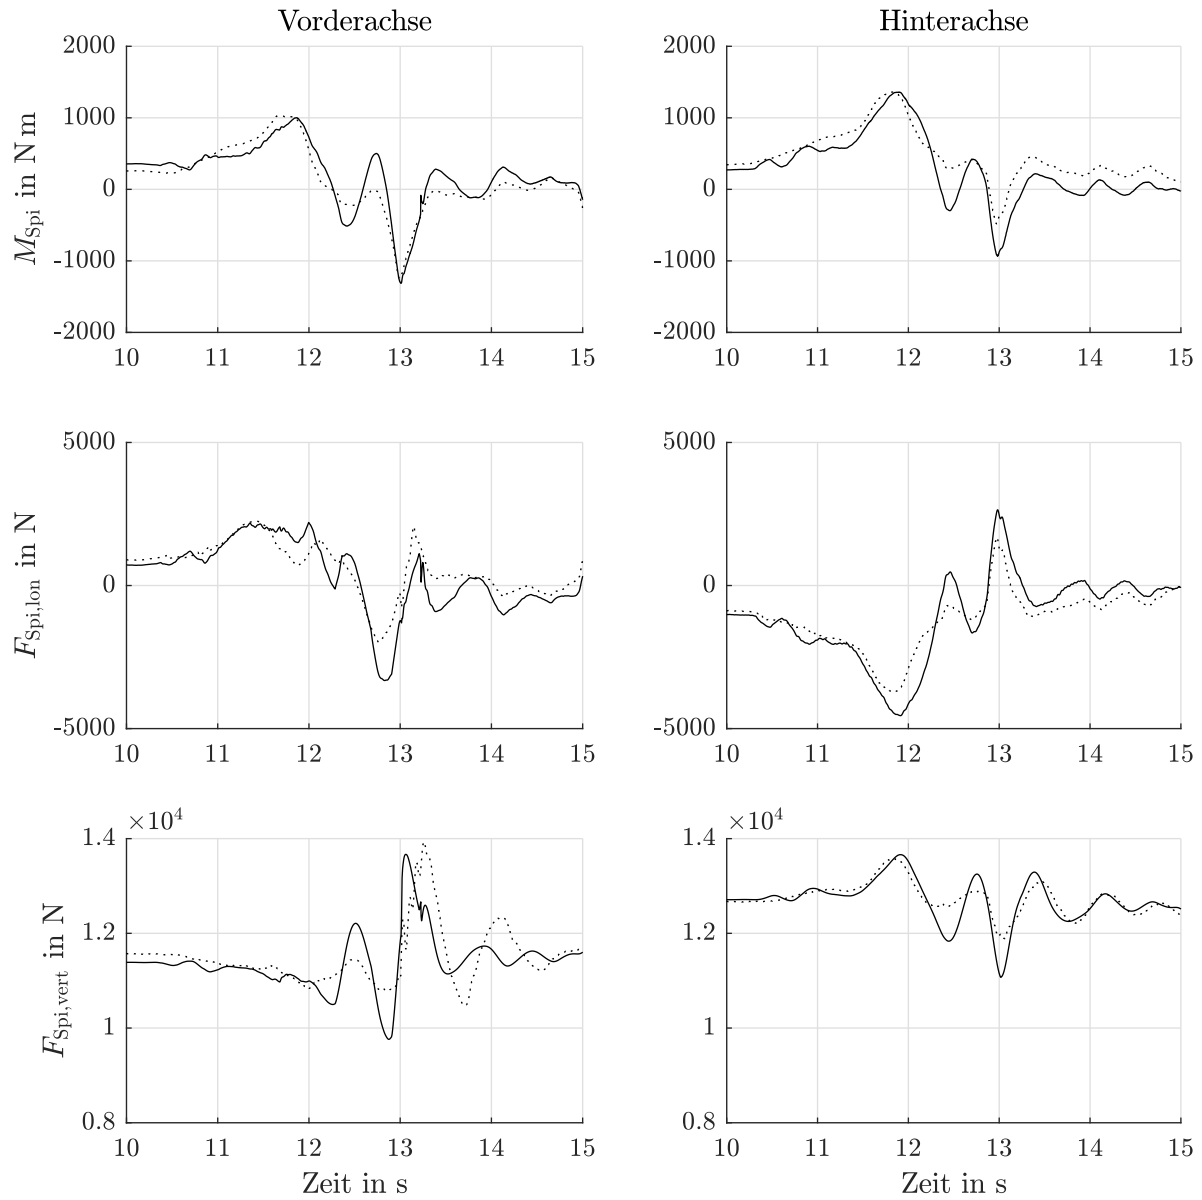 Vorderachse Hinterachse
2000 2000
1000 1000
0 0
-1000 -1000
-2000 -2000
M_Spi in N m
10 11 12 13 14 15 10 11 12 13 14 15
5000 5000
0 0
-5000 -5000
F_Spi,lon in N
10 11 12 13 14 15 10 11 12 13 14 15
×10⁴ ×10⁴
1.4 1.4
1.2 1.2
1 1
0.8 0.8
F_Spi,vert in N
10 11 12 13 14 15 10 11 12 13 14 15
Zeit in s Zeit in s